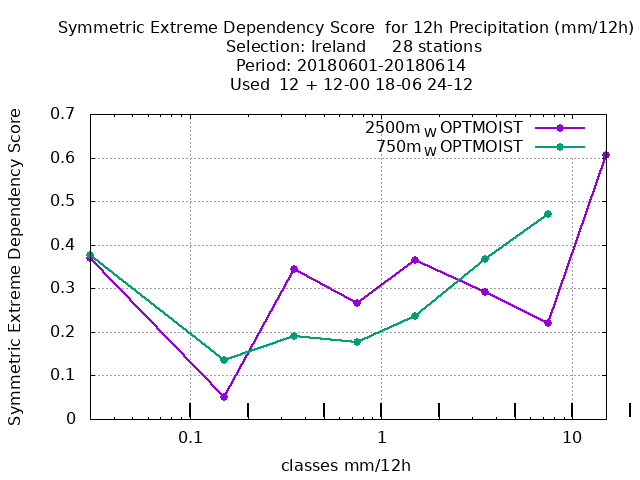 Symmetric Extreme Dependency Score  for 12h Precipitation (mm/12h)
Selection: Ireland     28 stations
Period: 20180601-20180614
Used  12 + 12-00 18-06 24-12
0.7
0.6
0.5
0.4
0.3
0.2
0.1
0
Symmetric Extreme Dependency Score
2500m W OPTMOIST
750m W OPTMOIST
0.1 1 10
classes mm/12h